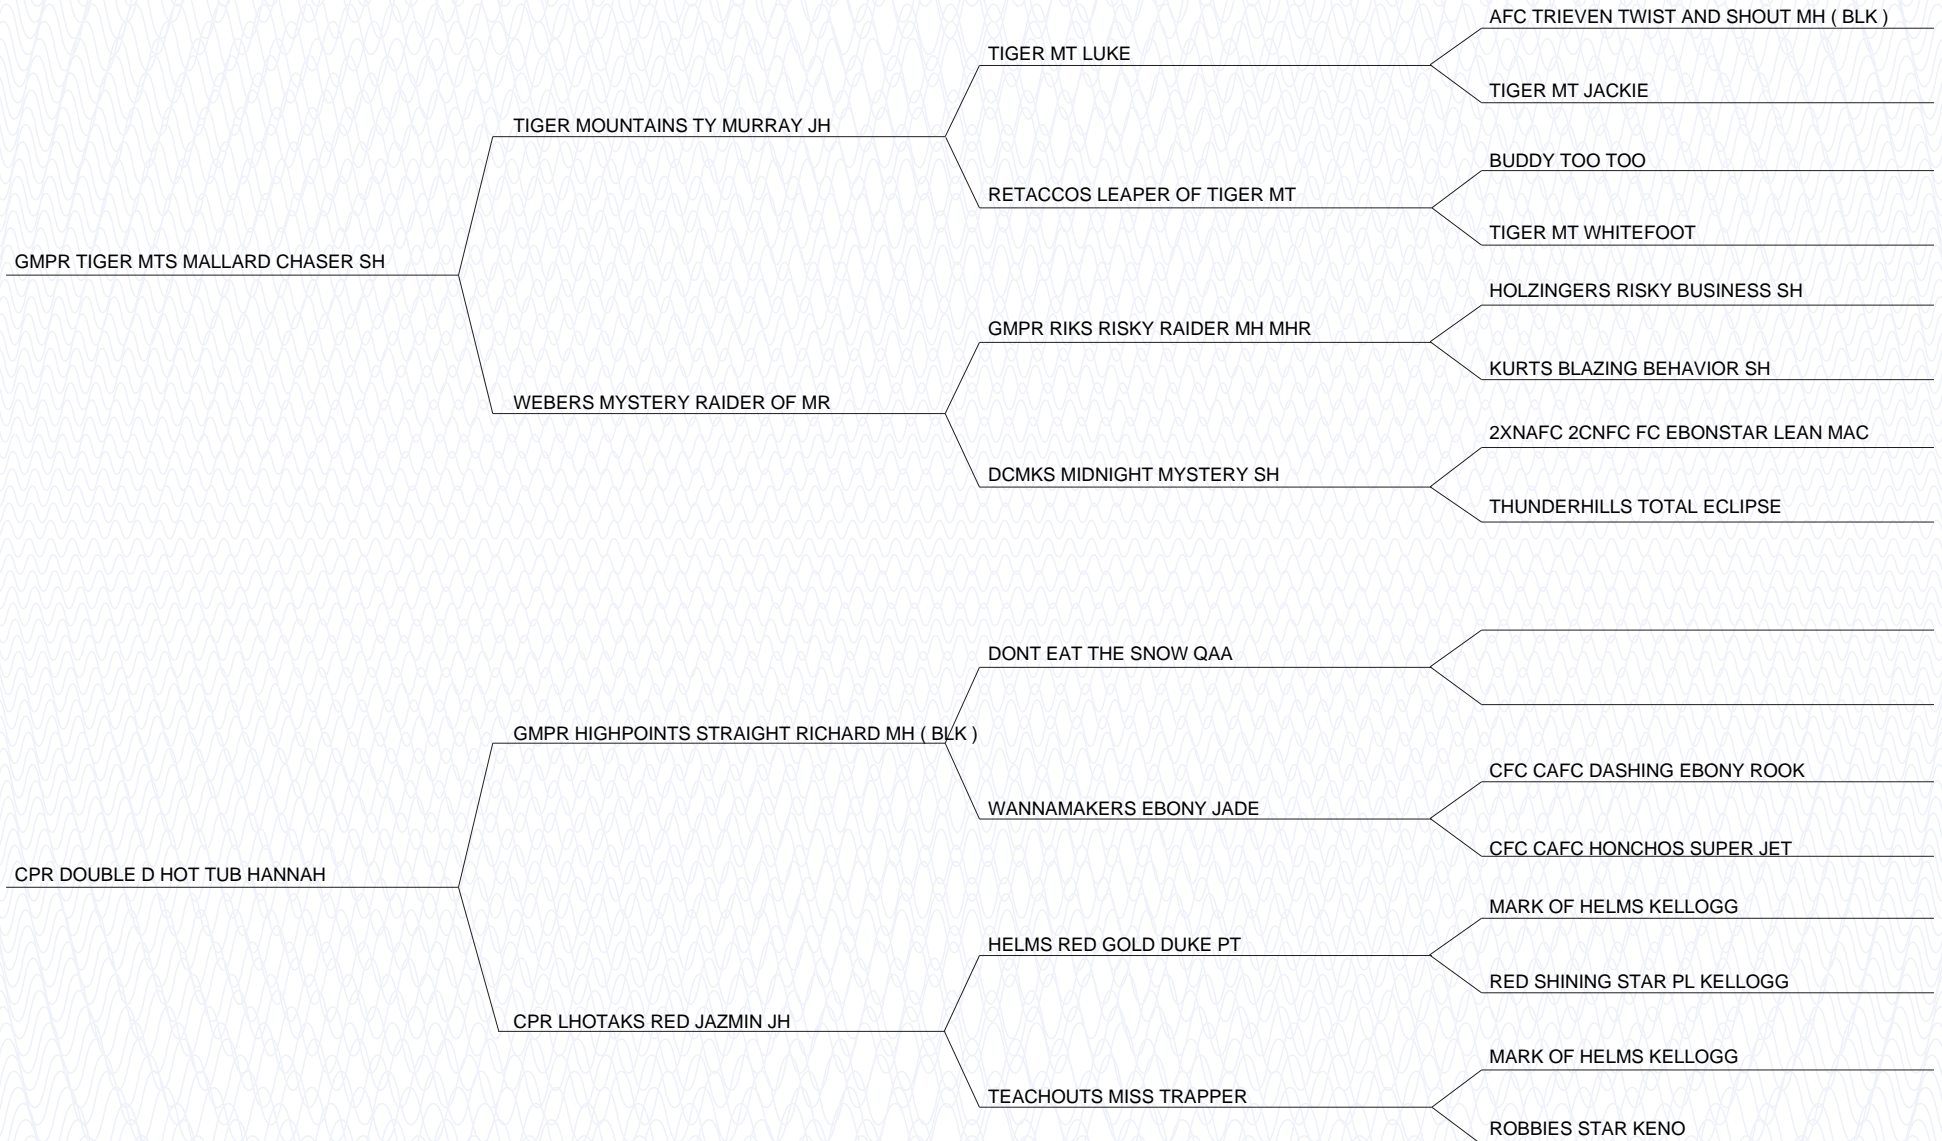 AFC TRIEVEN TWIST AND SHOUT MH ( BLK )
TIGER MT LUKE
TIGER MT JACKIE
TIGER MOUNTAINS TY MURRAY JH
BUDDY TOO TOO
RETACCOS LEAPER OF TIGER MT
TIGER MT WHITEFOOT
GMPR TIGER MTS MALLARD CHASER SH
HOLZINGERS RISKY BUSINESS SH
GMPR RIKS RISKY RAIDER MH MHR
KURTS BLAZING BEHAVIOR SH
WEBERS MYSTERY RAIDER OF MR
2XNAFC 2CNFC FC EBONSTAR LEAN MAC
DCMKS MIDNIGHT MYSTERY SH
THUNDERHILLS TOTAL ECLIPSE
DONT EAT THE SNOW QAA
GMPR HIGHPOINTS STRAIGHT RICHARD MH ( BLK )
CFC CAFC DASHING EBONY ROOK
WANNAMAKERS EBONY JADE
CFC CAFC HONCHOS SUPER JET
CPR DOUBLE D HOT TUB HANNAH
MARK OF HELMS KELLOGG
HELMS RED GOLD DUKE PT
RED SHINING STAR PL KELLOGG
CPR LHOTAKS RED JAZMIN JH
MARK OF HELMS KELLOGG
TEACHOUTS MISS TRAPPER
ROBBIES STAR KENO